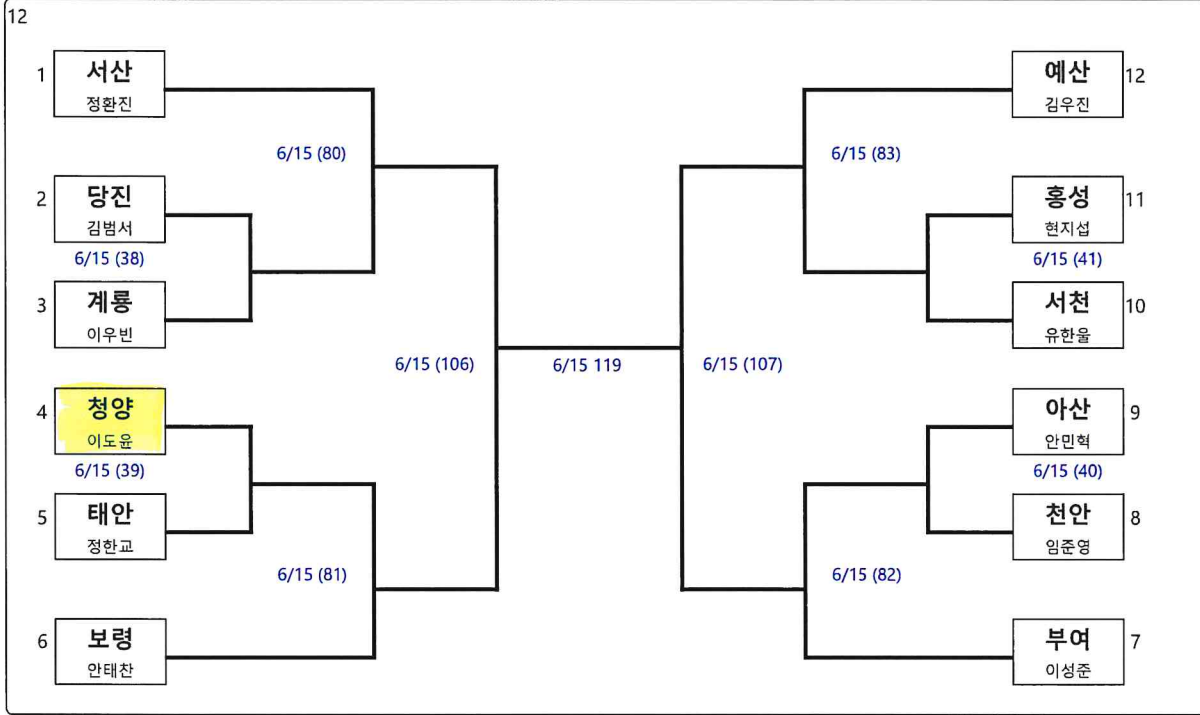 12
1 서산
정환진
6/15 (80)
2 당진
김범서
6/15 (38)
3 계룡
이우빈
4 청양
이도윤
6/15 (39)
5 태안
정한교
6/15 (81)
6 보령
안태찬
6/15 (106)
6/15 119
6/15 (107)
예산 12
김우진
6/15 (83)
홍성 11
현지섭
6/15 (41)
서천 10
유한울
아산 9
안민혁
6/15 (40)
천안 8
임준영
6/15 (82)
부여 7
이성준